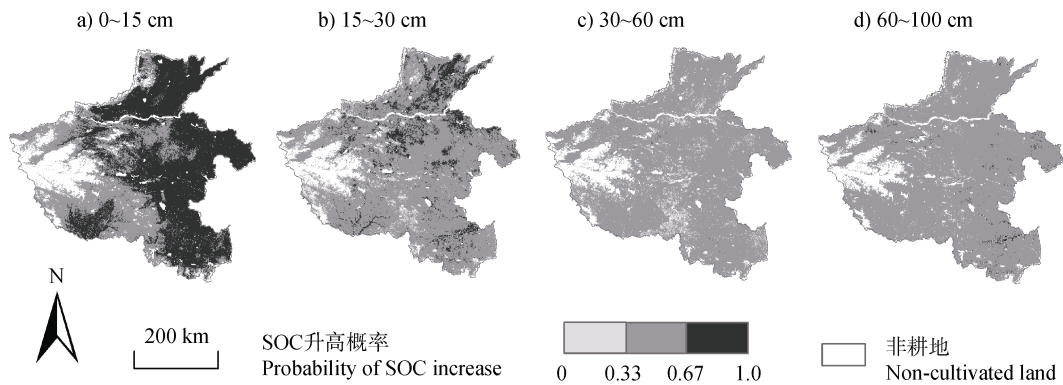 a) 0~15 cm
b) 15~30 cm
c) 30~60 cm
d) 60~100 cm
N
200 km
SOC升高概率
Probability of SOC increase
0 0.33 0.67 1.0
非耕地
Non-cultivated land